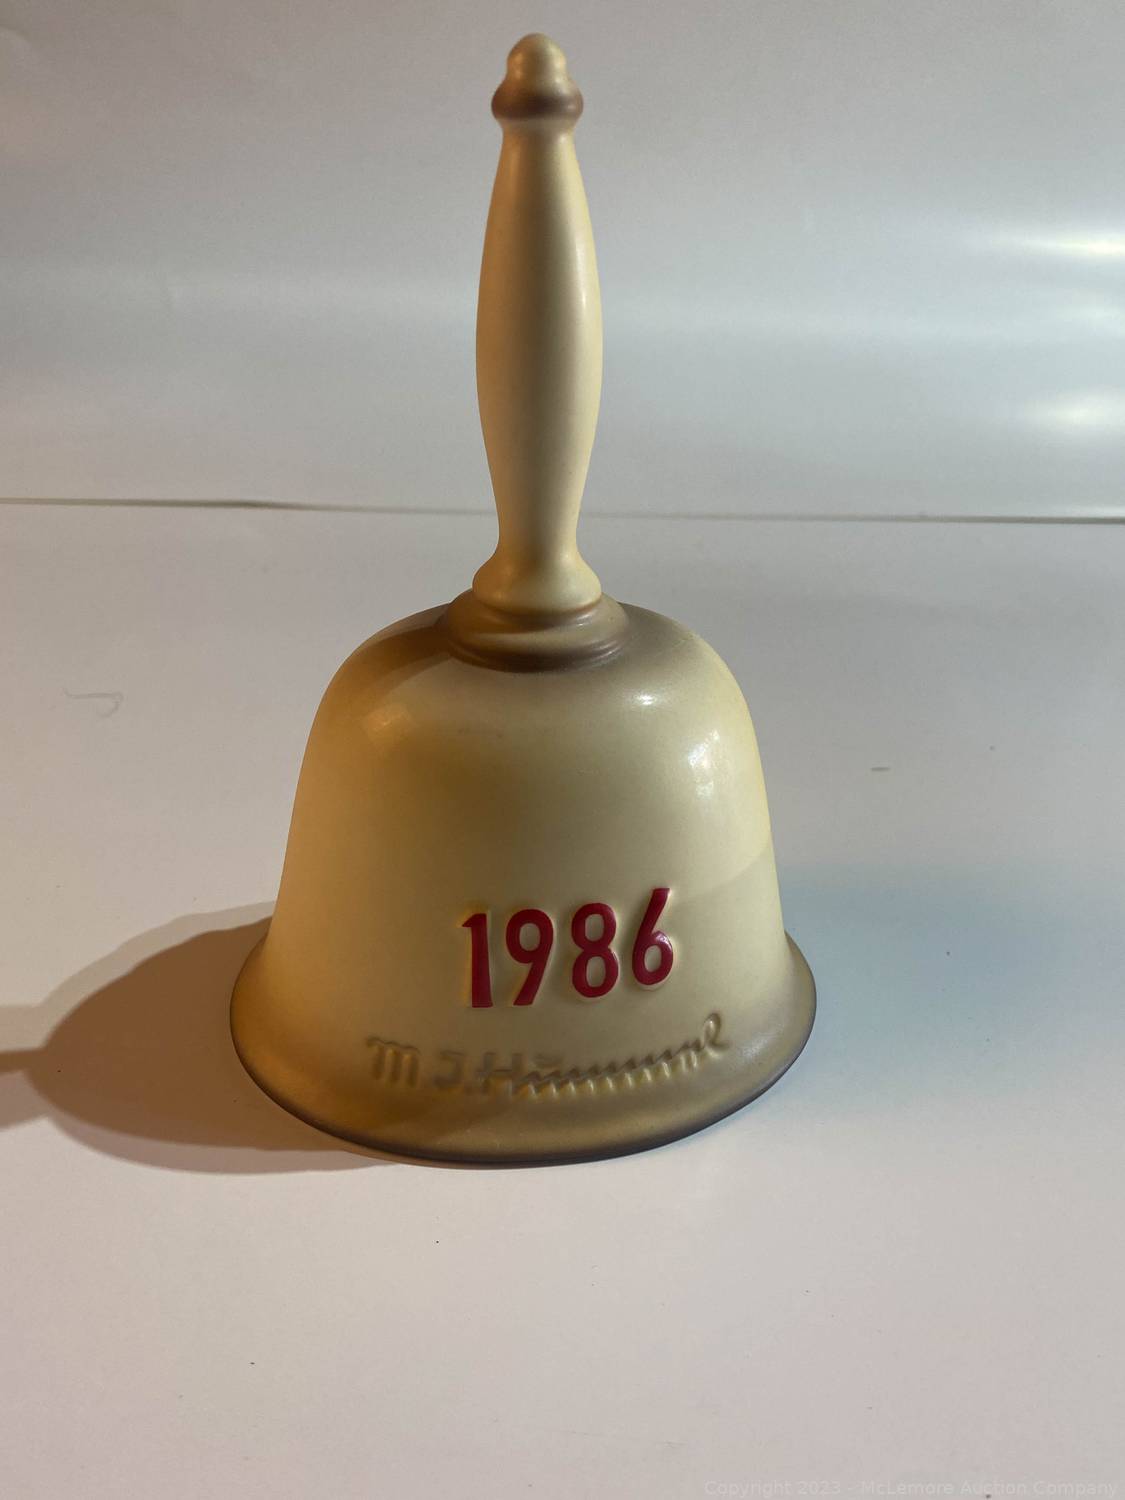 1986
M J. Hummel
Copyright 2023 - McLemore Auction Company